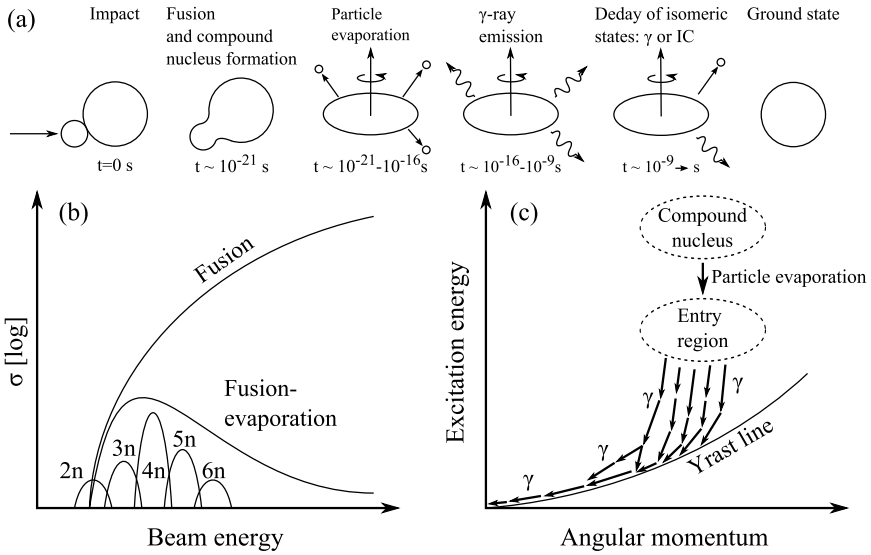 (a)
Impact
Fusion
and compound
nucleus formation
Particle
evaporation
γ-ray
emission
Deday of isomeric
states: γ or IC
Ground state
t=0 s
t ~ 10⁻²¹ s
t ~ 10⁻²¹-10⁻¹⁶s
t ~ 10⁻¹⁶-10⁻⁹s
t ~ 10⁻⁹ → s
(b)
σ [log]
Fusion
Fusion-
evaporation
2n
3n
4n
5n
6n
Beam energy
(c)
Excitation energy
Compound
nucleus
Particle evaporation
Entry
region
γ
γ
γ
γ
Yrast line
Angular momentum